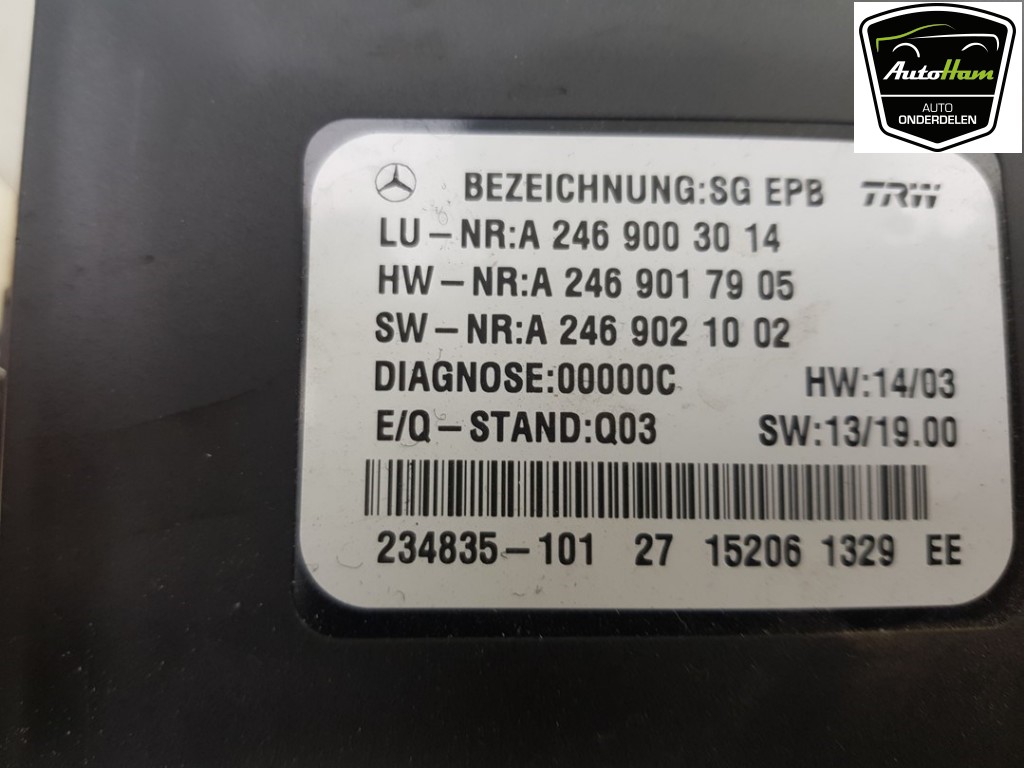 AutoHam
AUTO
ONDERDELEN
BEZEICHNUNG:SG EPB TRW
LU-NR:A 246 900 30 14
HW-NR:A 246 901 79 05
SW-NR:A 246 902 10 02
DIAGNOSE:00000C HW:14/03
E/Q-STAND:Q03 SW:13/19.00
234835-101 27 15206 1329 EE